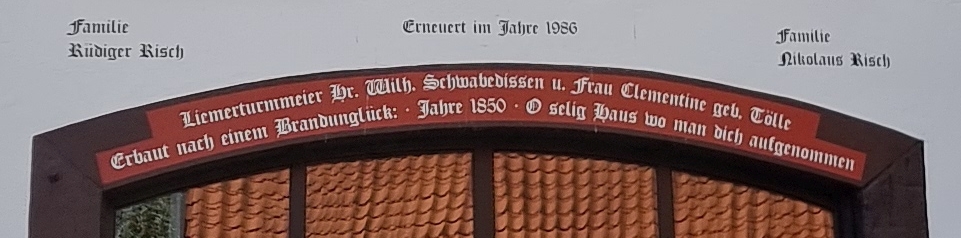 Familie
Rüdiger Risch
Erneuert im Jahre 1986
Familie
Nikolaus Risch
Liemerturnmeier Hr. Wilh. Schwabedissen u. Frau Clementine geb. Tölle
Erbaut nach einem Brandunglück: · Jahre 1850 · O selig Haus wo man dich aufgenommen